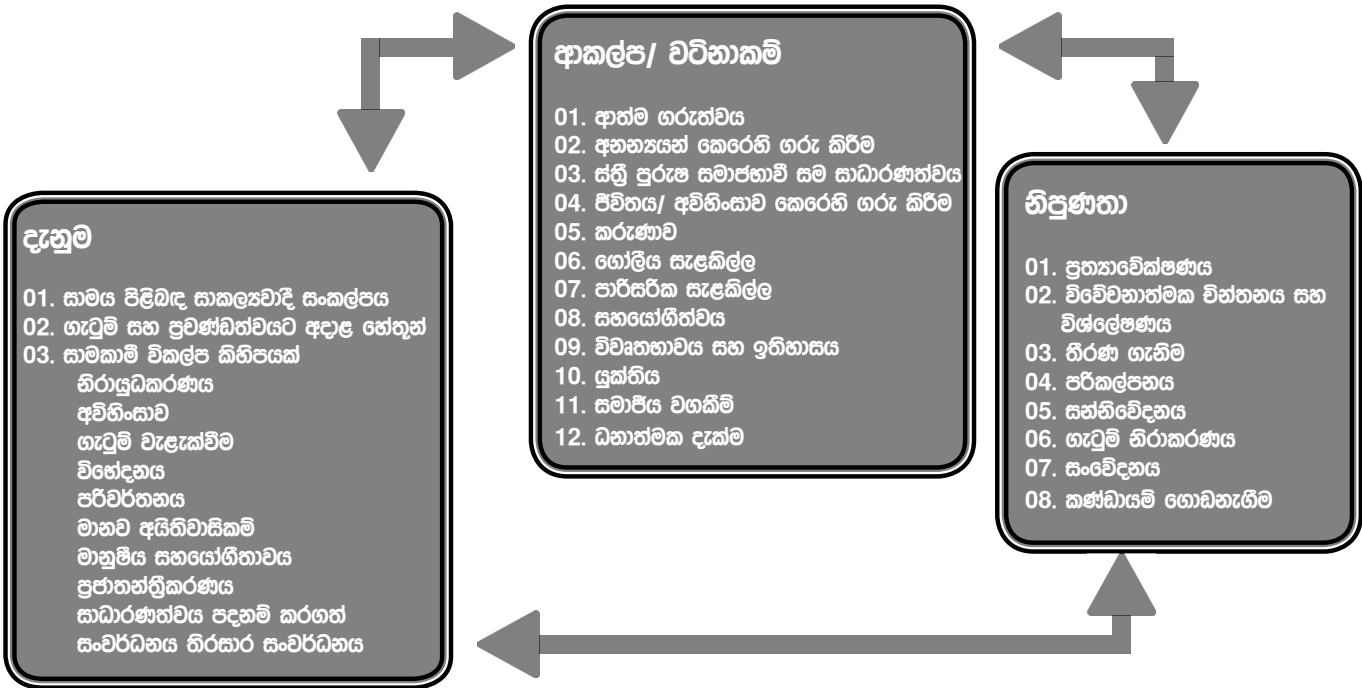 ආකල්ප/ වටිනාකම්
01. ආත්ම ගරුත්වය
02. අනන්‍යයන් කෙරෙහි ගරු කිරීම
03. ස්ත්‍රී පුරුෂ සමාජභාවී සම සාධාරණත්වය
04. ජීවිතය/ අවිහිංසාව කෙරෙහි ගරු කිරීම
05. කරුණාව
06. ගෝලීය සැළකිල්ල
07. පාරිසරික සැළකිල්ල
08. සහයෝගීත්වය
09. විවෘතභාවය සහ ඉතිහාසය
10. යුක්තිය
11. සමාජීය වගකීම්
12. ධනාත්මක දැක්ම
දැනුම
01. සාමය පිළිබඳ සාකල්‍යවාදී සංකල්පය
02. ගැටුම් සහ ප්‍රචණ්ඩත්වයට අදාළ හේතූන්
03. සාමකාමී විකල්ප කිහිපයක්
නිරායුධකරණය
අවිහිංසාව
ගැටුම් වැළැක්වීම
විභේදනය
පරිවර්තනය
මානව අයිතිවාසිකම්
මානුෂීය සහයෝගීතාවය
ප්‍රජාතන්ත්‍රීකරණය
සාධාරණත්වය පදනම් කරගත්
සංවර්ධනය තිරසාර සංවර්ධනය
නිපුණතා
01. ප්‍රත්‍යාවේක්ෂණය
02. විවේචනාත්මක චින්තනය සහ
විශ්ලේෂණය
03. තීරණ ගැනිම
04. පරිකල්පනය
05. සන්නිවේදනය
06. ගැටුම් නිරාකරණය
07. සංවේදනය
08. කණ්ඩායම් ගොඩනැගීම